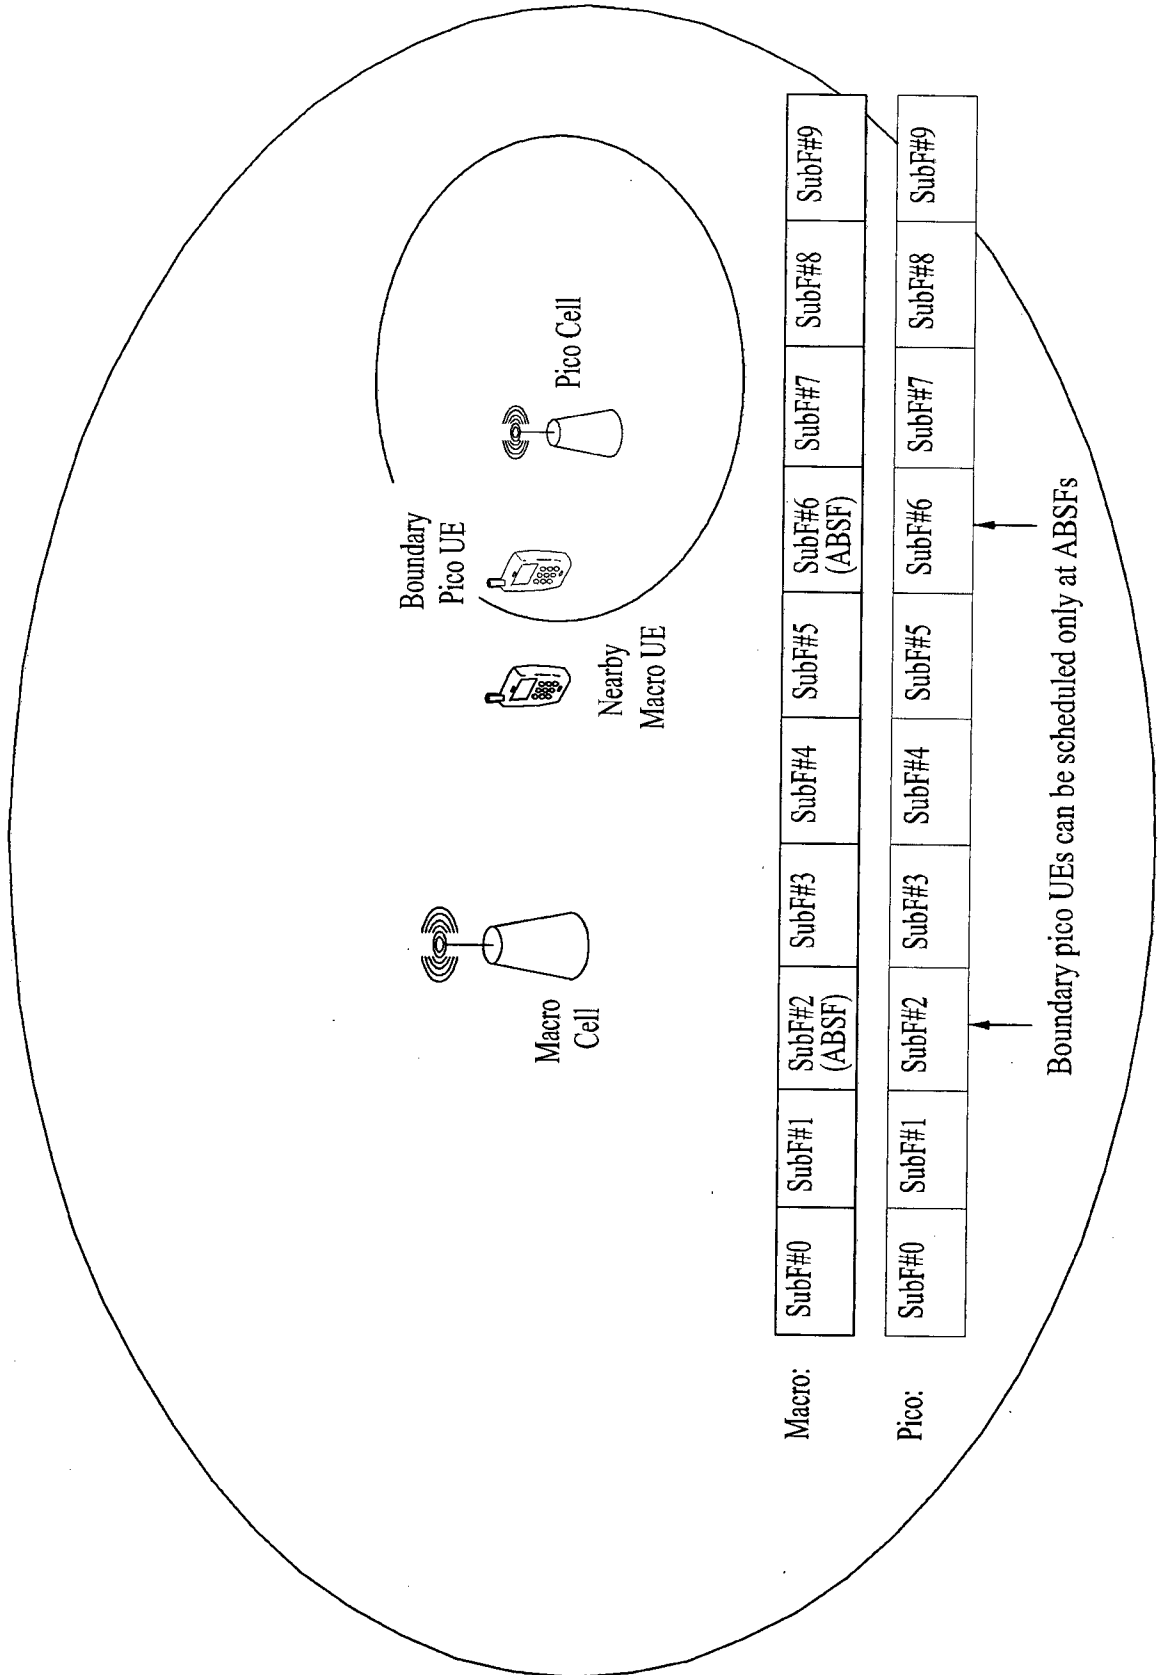 Boundary
Pico UE
Nearby
Macro UE
Pico Cell
Macro
Cell
Macro:
SubF#0
SubF#1
SubF#2
(ABSF)
SubF#3
SubF#4
SubF#5
SubF#6
(ABSF)
SubF#7
SubF#8
SubF#9
Pico:
SubF#0
SubF#1
SubF#2
SubF#3
SubF#4
SubF#5
SubF#6
SubF#7
SubF#8
SubF#9
Boundary pico UEs can be scheduled only at ABSFs